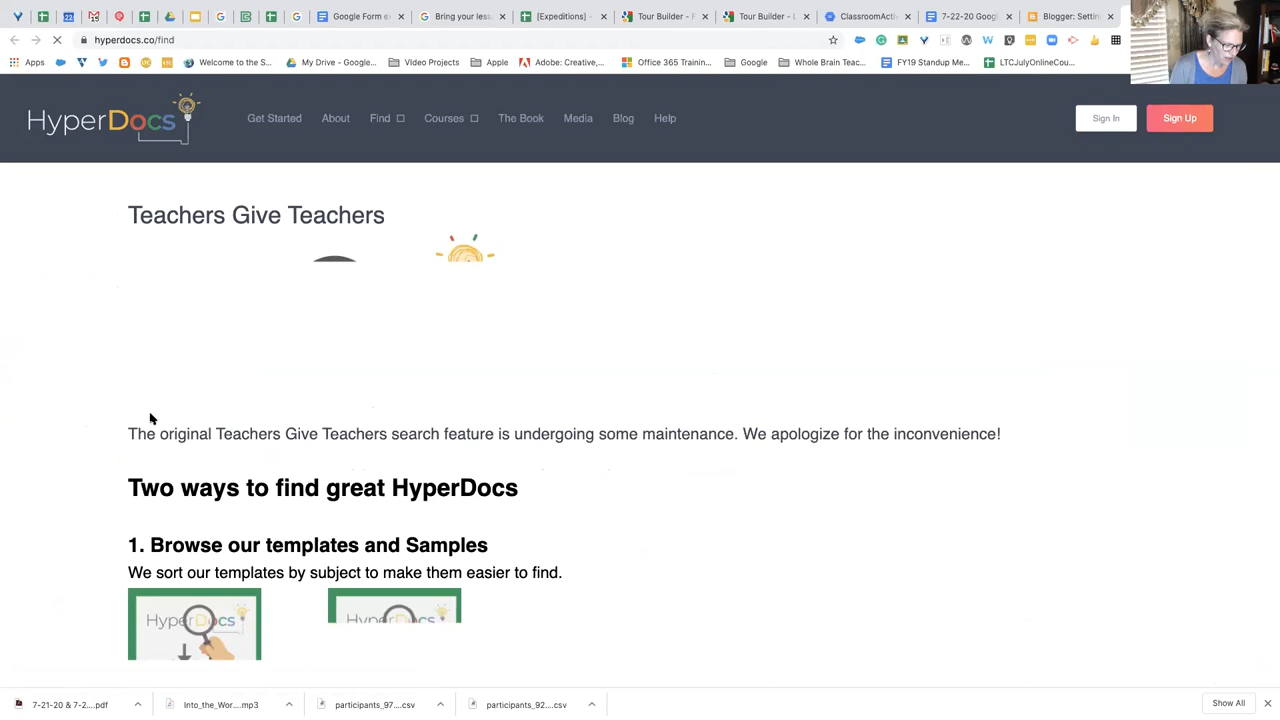 Google Form e
Bring your less
[Expeditions] -
Tour Builder - F
Tour Builder - L
ClassroomActi
7-22-20 Googl
Blogger: Settin
hyperdocs.co/find
Apps
Welcome to the S...
My Drive - Google...
Video Projects
Apple
Adobe: Creative,...
Office 365 Trainin...
Google
Whole Brain Teac...
FY19 Standup Me...
LTCJulyOnlineCou...
HyperDocs
Get Started
About
Find
Courses
The Book
Media
Blog
Help
Sign In
Sign Up
Teachers Give Teachers
The original Teachers Give Teachers search feature is undergoing some maintenance. We apologize for the inconvenience!
Two ways to find great HyperDocs
1. Browse our templates and Samples
We sort our templates by subject to make them easier to find.
HyperDocs
HyperDocs
7-21-20 & 7-2....pdf
Into_the_Wor....mp3
participants_97....csv
participants_92....csv
Show All